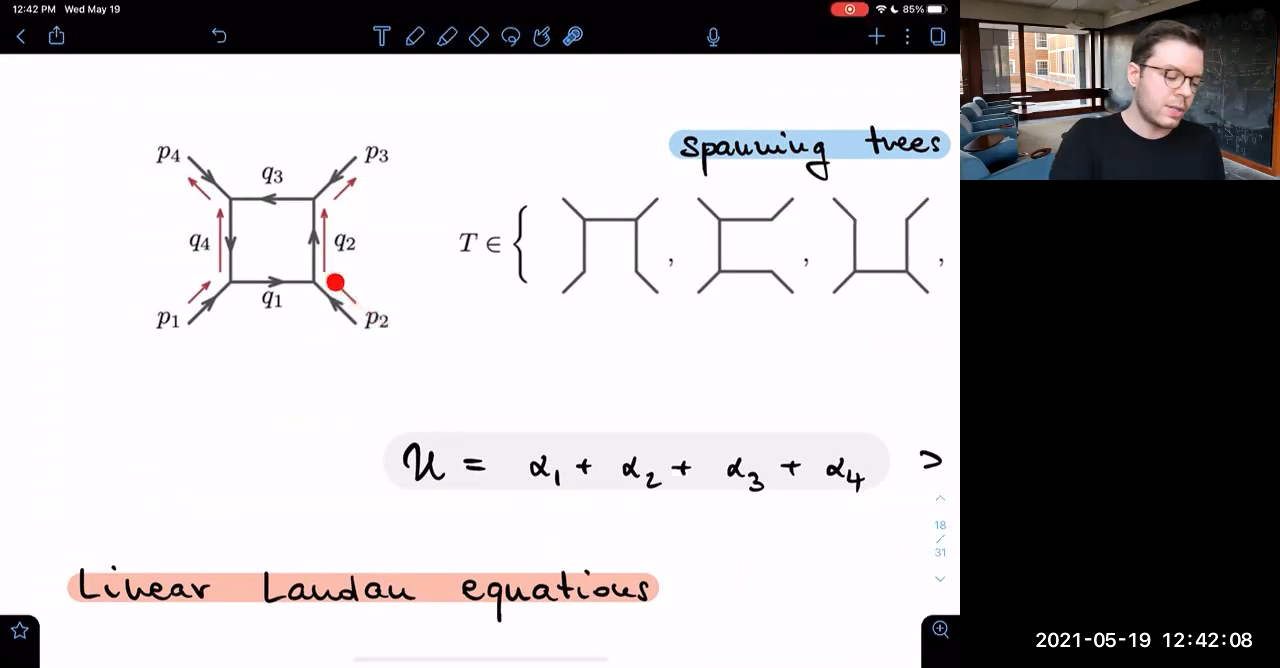 12:42 PM Wed May 19
85%
T
spanning trees
p4 p3
q3
q4 q2
T ∈ { , , ,
q1
p1 p2
𝒰 = α1 + α2 + α3 + α4 >
18
/
31
Linear Landau equations
2021-05-19 12:42:08